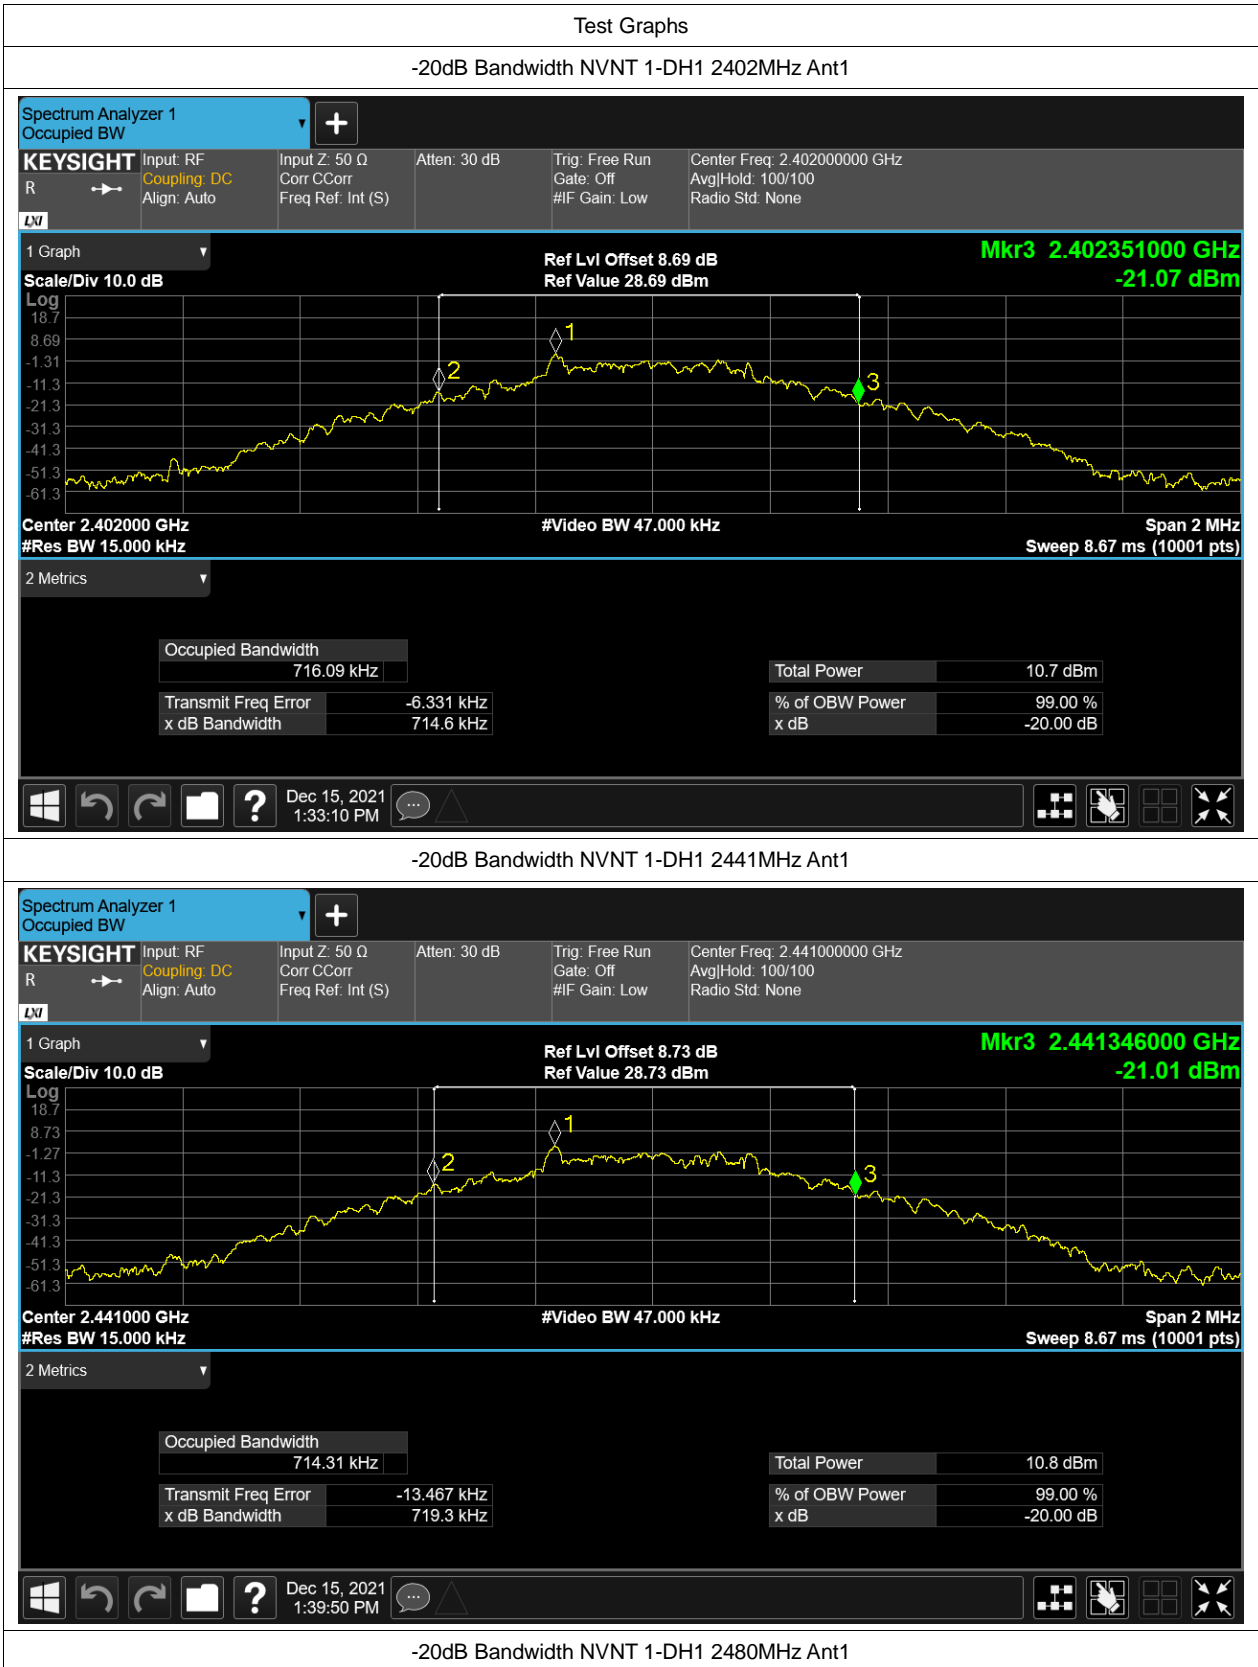 Test Graphs
-20dB Bandwidth NVNT 1-DH1 2402MHz Ant1
Spectrum Analyzer 1
Occupied BW
KEYSIGHT Input: RF Input Z: 50 Ω Atten: 30 dB Trig: Free Run Center Freq: 2.402000000 GHz
R Coupling: DC Corr CCorr Gate: Off Avg|Hold: 100/100
Align: Auto Freq Ref: Int (S) #IF Gain: Low Radio Std: None
LXI
1 Graph
Ref Lvl Offset 8.69 dB
Mkr3 2.402351000 GHz
Scale/Div 10.0 dB
Ref Value 28.69 dBm
-21.07 dBm
Log
18.7
8.69
-1.31
-11.3
-21.3
-31.3
-41.3
-51.3
-61.3
1
2
3
Center 2.402000 GHz #Video BW 47.000 kHz Span 2 MHz
#Res BW 15.000 kHz Sweep 8.67 ms (10001 pts)
2 Metrics
Occupied Bandwidth
716.09 kHz Total Power 10.7 dBm
Transmit Freq Error -6.331 kHz % of OBW Power 99.00 %
x dB Bandwidth 714.6 kHz x dB -20.00 dB
?
Dec 15, 2021
1:33:10 PM
-20dB Bandwidth NVNT 1-DH1 2441MHz Ant1
Spectrum Analyzer 1
Occupied BW
KEYSIGHT Input: RF Input Z: 50 Ω Atten: 30 dB Trig: Free Run Center Freq: 2.441000000 GHz
R Coupling: DC Corr CCorr Gate: Off Avg|Hold: 100/100
Align: Auto Freq Ref: Int (S) #IF Gain: Low Radio Std: None
LXI
1 Graph
Ref Lvl Offset 8.73 dB
Mkr3 2.441346000 GHz
Scale/Div 10.0 dB
Ref Value 28.73 dBm
-21.01 dBm
Log
18.7
8.73
-1.27
-11.3
-21.3
-31.3
-41.3
-51.3
-61.3
1
2
3
Center 2.441000 GHz #Video BW 47.000 kHz Span 2 MHz
#Res BW 15.000 kHz Sweep 8.67 ms (10001 pts)
2 Metrics
Occupied Bandwidth
714.31 kHz Total Power 10.8 dBm
Transmit Freq Error -13.467 kHz % of OBW Power 99.00 %
x dB Bandwidth 719.3 kHz x dB -20.00 dB
?
Dec 15, 2021
1:39:50 PM
-20dB Bandwidth NVNT 1-DH1 2480MHz Ant1